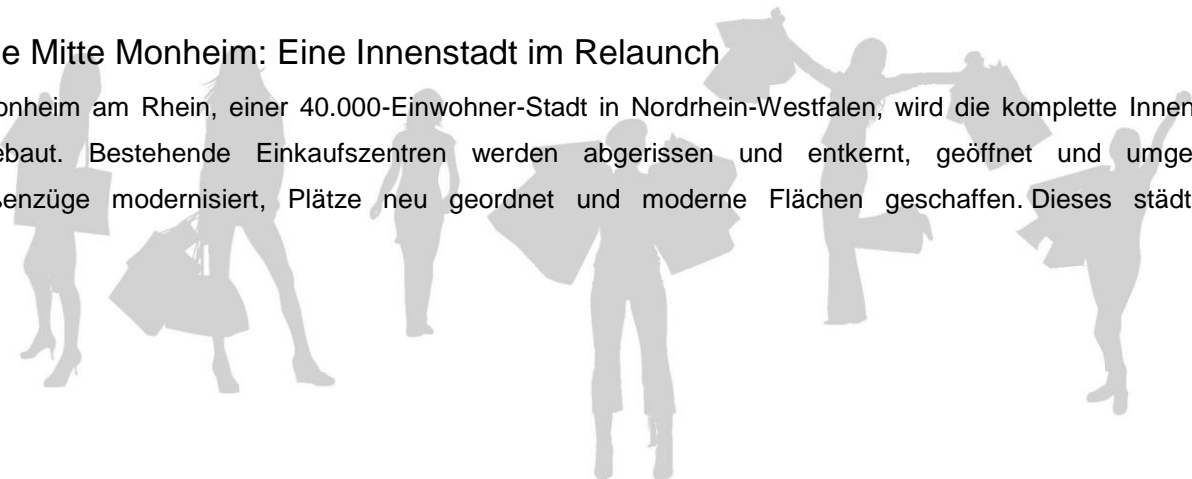 e Mitte Monheim: Eine Innenstadt im Relaunch
onheim am Rhein, einer 40.000-Einwohner-Stadt in Nordrhein-Westfalen, wird die komplette Innen
ebaut. Bestehende Einkaufszentren werden abgerissen und entkernt, geöffnet und umge
ßenzüge modernisiert, Plätze neu geordnet und moderne Flächen geschaffen. Dieses städt